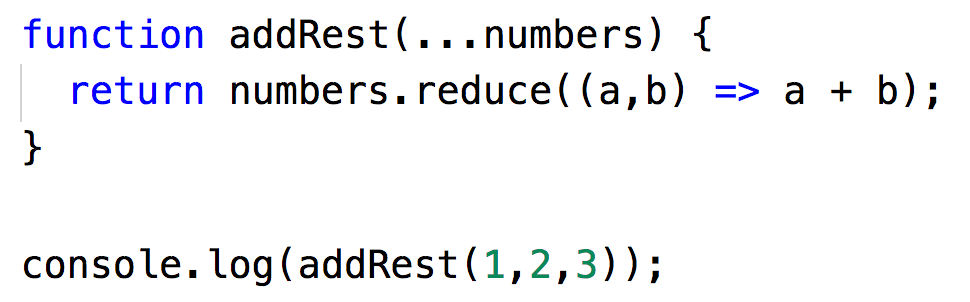 function addRest(...numbers) {
  return numbers.reduce((a,b) => a + b);
}

console.log(addRest(1,2,3));